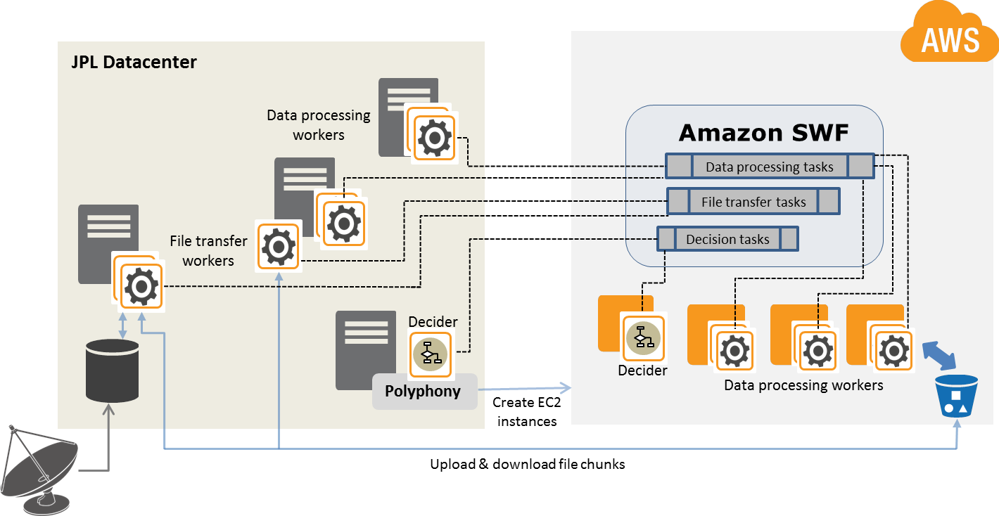 AWS
JPL Datacenter
Data processing
workers
Amazon SWF
Data processing tasks
File transfer tasks
File transfer
workers
Decision tasks
Decider
Polyphony
Create EC2
instances
Decider
Data processing workers
Upload & download file chunks